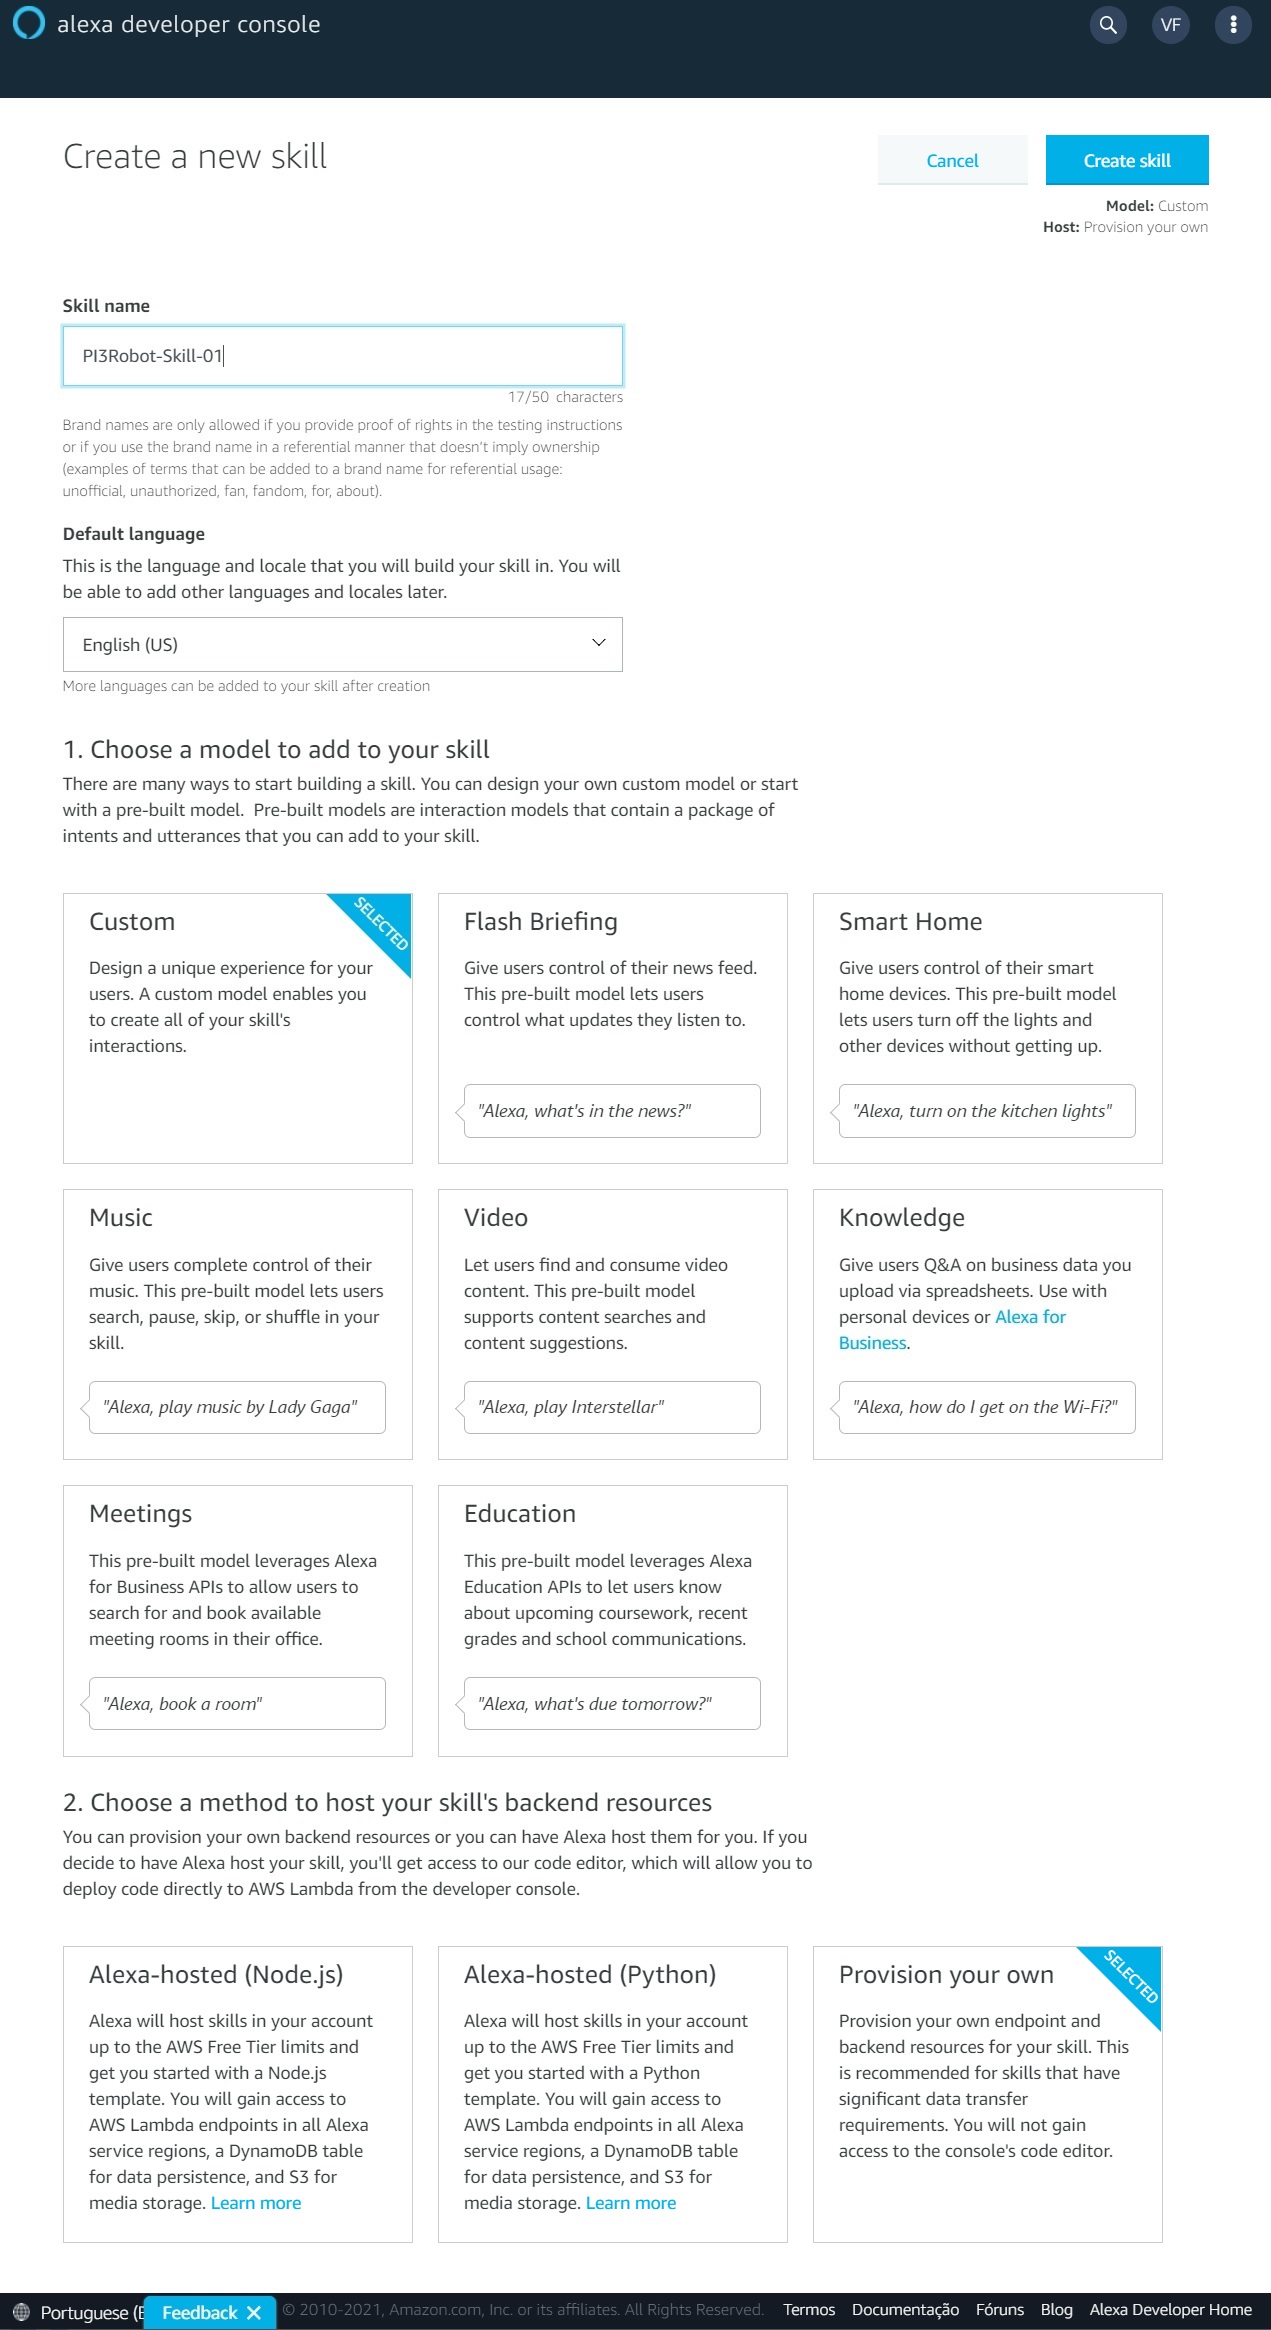 alexa developer console
VF
Create a new skill
Cancel
Create skill
Model: Custom
Host: Provision your own
Skill name
PI3Robot-Skill-01
17/50 characters
Brand names are only allowed if you provide proof of rights in the testing instructions
or if you use the brand name in a referential manner that doesn't imply ownership
(examples of terms that can be added to a brand name for referential usage:
unofficial, unauthorized, fan, fandom, for, about).
Default language
This is the language and locale that you will build your skill in. You will
be able to add other languages and locales later.
English (US)
More languages can be added to your skill after creation
1. Choose a model to add to your skill
There are many ways to start building a skill. You can design your own custom model or start
with a pre-built model.  Pre-built models are interaction models that contain a package of
intents and utterances that you can add to your skill.
Custom
SELECTED
Design a unique experience for your
users. A custom model enables you
to create all of your skill's
interactions.
Flash Briefing
Give users control of their news feed.
This pre-built model lets users
control what updates they listen to.
"Alexa, what's in the news?"
Smart Home
Give users control of their smart
home devices. This pre-built model
lets users turn off the lights and
other devices without getting up.
"Alexa, turn on the kitchen lights"
Music
Give users complete control of their
music. This pre-built model lets users
search, pause, skip, or shuffle in your
skill.
"Alexa, play music by Lady Gaga"
Video
Let users find and consume video
content. This pre-built model
supports content searches and
content suggestions.
"Alexa, play Interstellar"
Knowledge
Give users Q&A on business data you
upload via spreadsheets. Use with
personal devices or Alexa for
Business.
"Alexa, how do I get on the Wi-Fi?"
Meetings
This pre-built model leverages Alexa
for Business APIs to allow users to
search for and book available
meeting rooms in their office.
"Alexa, book a room"
Education
This pre-built model leverages Alexa
Education APIs to let users know
about upcoming coursework, recent
grades and school communications.
"Alexa, what's due tomorrow?"
2. Choose a method to host your skill's backend resources
You can provision your own backend resources or you can have Alexa host them for you. If you
decide to have Alexa host your skill, you'll get access to our code editor, which will allow you to
deploy code directly to AWS Lambda from the developer console.
Alexa-hosted (Node.js)
Alexa will host skills in your account
up to the AWS Free Tier limits and
get you started with a Node.js
template. You will gain access to
AWS Lambda endpoints in all Alexa
service regions, a DynamoDB table
for data persistence, and S3 for
media storage. Learn more
Alexa-hosted (Python)
Alexa will host skills in your account
up to the AWS Free Tier limits and
get you started with a Python
template. You will gain access to
AWS Lambda endpoints in all Alexa
service regions, a DynamoDB table
for data persistence, and S3 for
media storage. Learn more
Provision your own
SELECTED
Provision your own endpoint and
backend resources for your skill. This
is recommended for skills that have
significant data transfer
requirements. You will not gain
access to the console's code editor.
Portuguese (
Feedback
© 2010-2021, Amazon.com, Inc. or its affiliates. All Rights Reserved.
Termos
Documentação
Fóruns
Blog
Alexa Developer Home